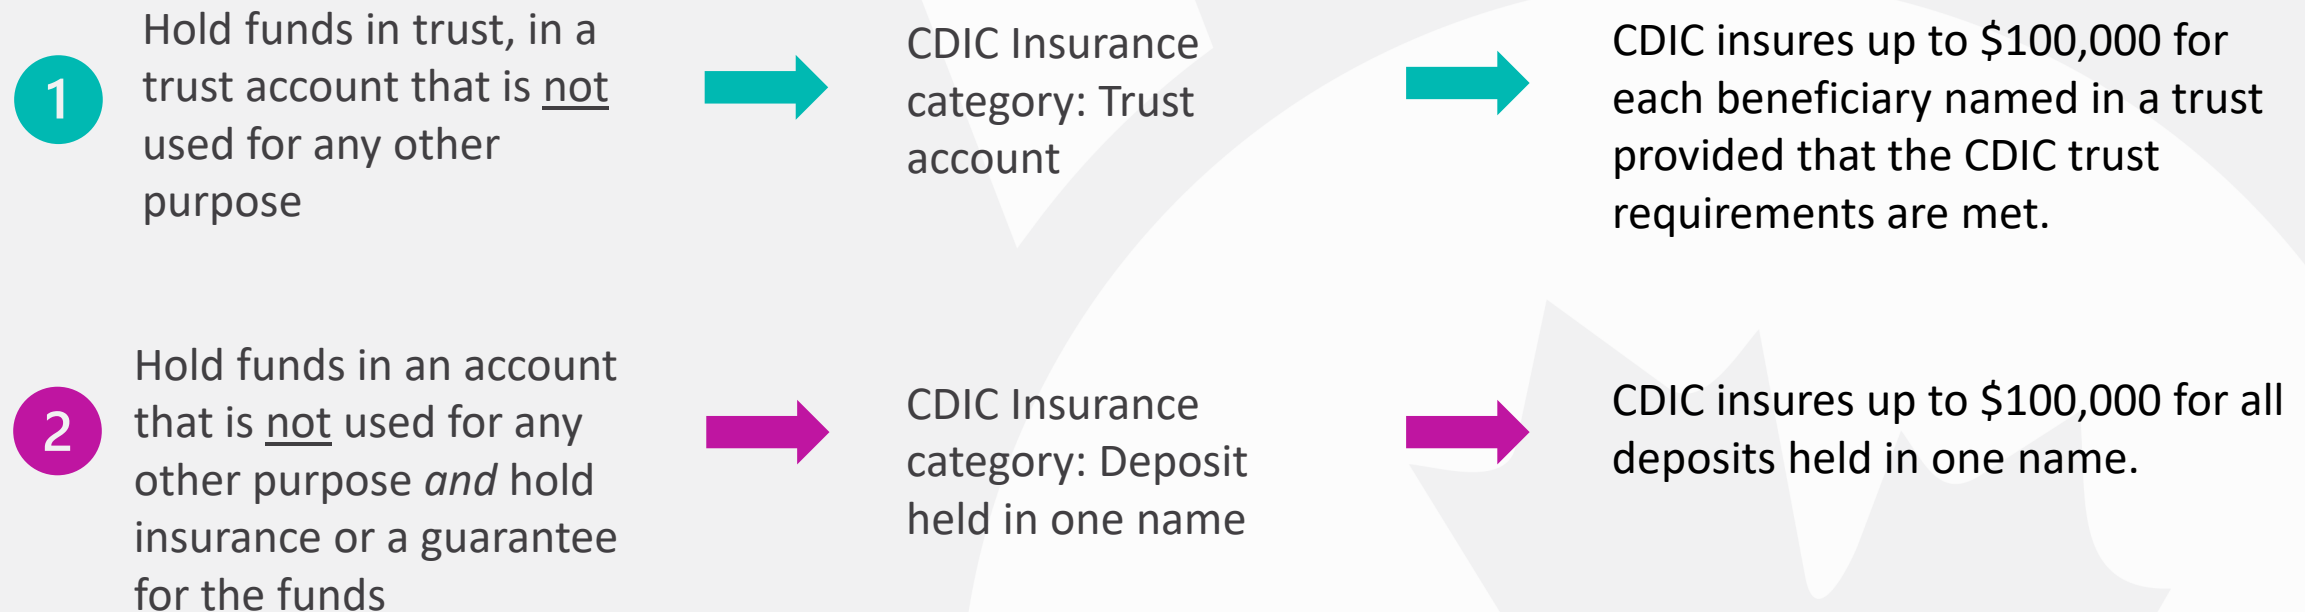 1
Hold funds in trust, in a
trust account that is not
used for any other
purpose
CDIC Insurance
category: Trust
account
CDIC insures up to $100,000 for
each beneficiary named in a trust
provided that the CDIC trust
requirements are met.
2
Hold funds in an account
that is not used for any
other purpose and hold
insurance or a guarantee
for the funds
CDIC Insurance
category: Deposit
held in one name
CDIC insures up to $100,000 for all
deposits held in one name.